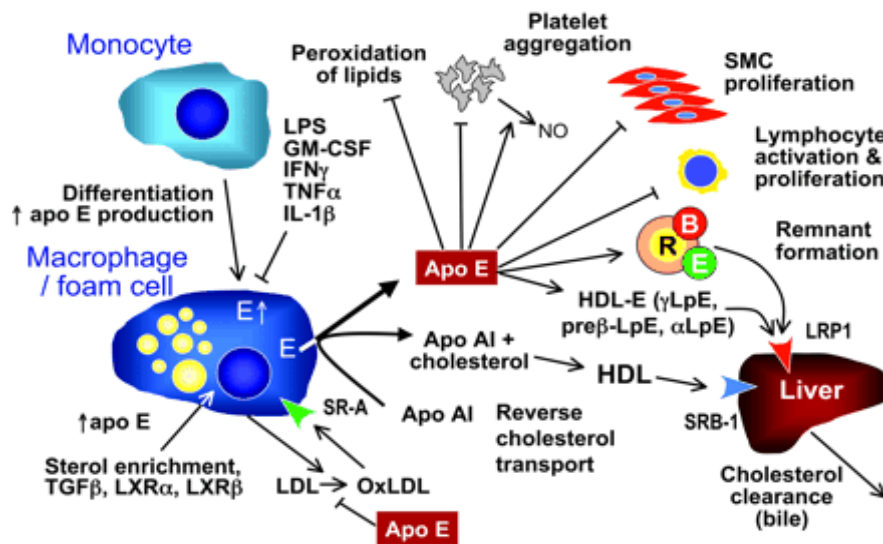 Monocyte
Peroxidation
of lipids
Platelet
aggregation
NO
SMC
proliferation
LPS
GM-CSF
IFNγ
TNFα
IL-1β
Lymphocyte
activation &
proliferation
Differentiation
↑ apo E production
Macrophage
/ foam cell
E↑
E
Apo E
R
B
E
Remnant
formation
HDL-E (γLpE,
preβ-LpE, αLpE)
LRP1
Apo AI +
cholesterol
HDL
Liver
SRB-1
SR-A
Apo AI
Reverse
cholesterol
transport
↑apo E
Sterol enrichment,
TGFβ, LXRα, LXRβ
LDL
OxLDL
Apo E
Cholesterol
clearance
(bile)